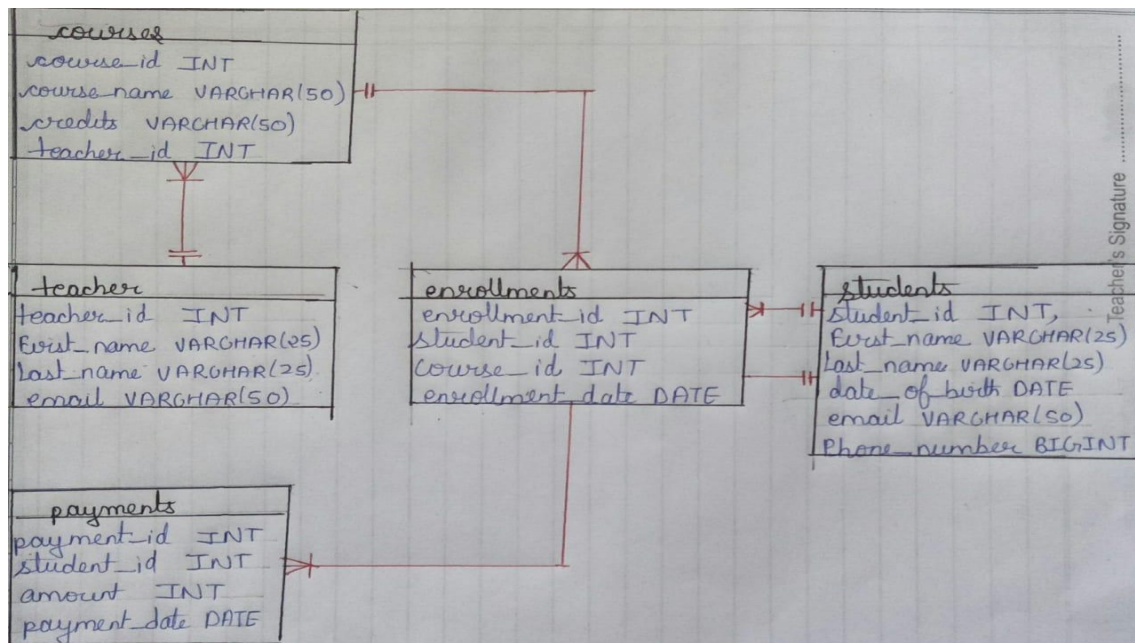 courses
course_id INT
course_name VARCHAR(50)
credits VARCHAR(50)
teacher_id INT
teacher
teacher_id INT
First_name VARCHAR(25)
Last_name VARCHAR(25)
email VARCHAR(50)
enrollments
enrollment_id INT
student_id INT
course_id INT
enrollment_date DATE
students
student_id INT,
First_name VARCHAR(25)
Last_name VARCHAR(25)
date_of_birth DATE
email VARCHAR(50)
Phone_number BIGINT
payments
payment_id INT
student_id INT
amount INT
payment_date DATE
Teacher's Signature ....................